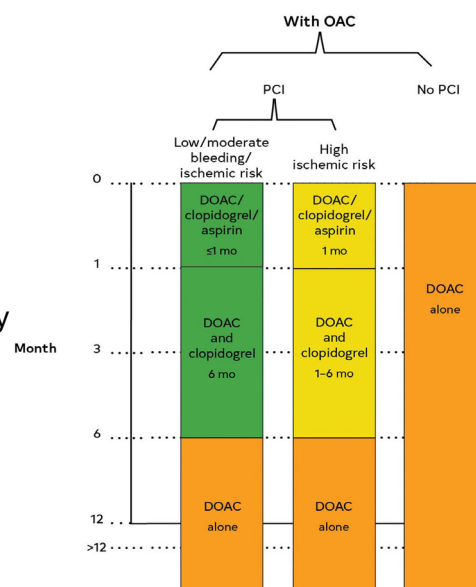 With OAC
PCI
No PCI
Low/moderate
bleeding/
ischemic risk
High
ischemic risk
0
DOAC/
clopidogrel/
aspirin
≤1 mo
DOAC/
clopidogrel/
aspirin
1 mo
1
DOAC
alone
y
Month
3
DOAC
and
clopidogrel
6 mo
DOAC
and
clopidogrel
1–6 mo
6
DOAC
alone
DOAC
alone
12
>12